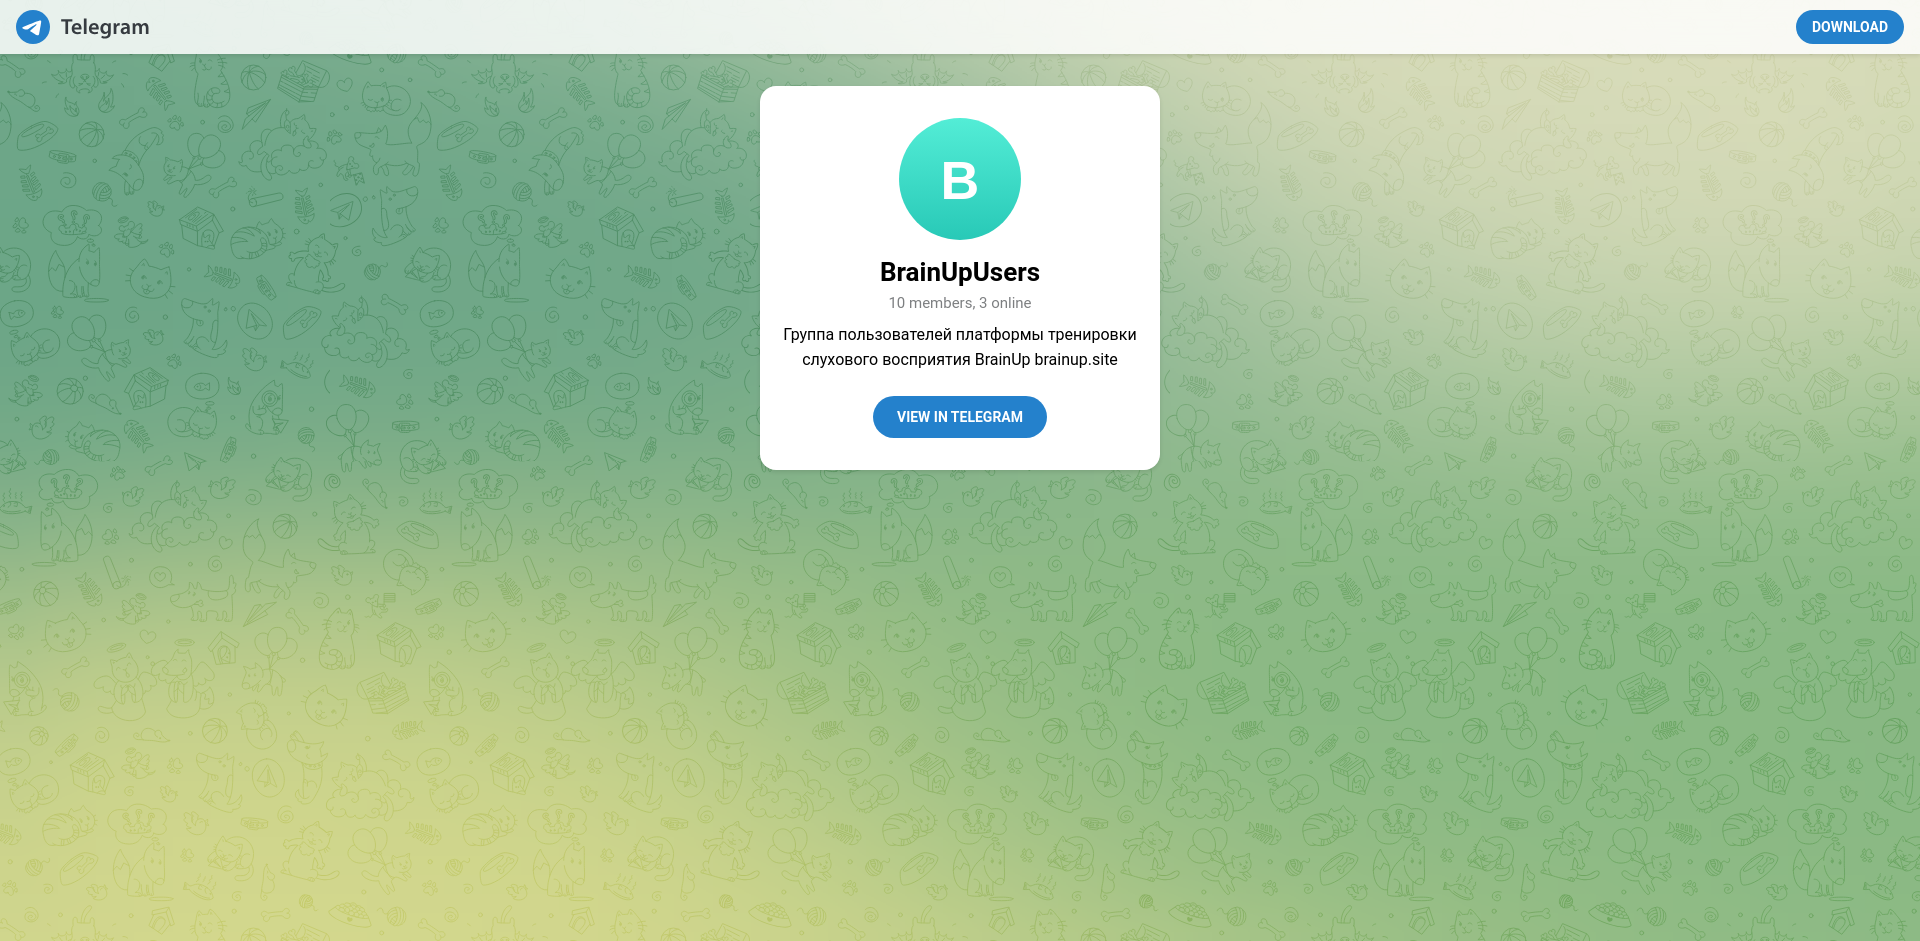 Telegram
DOWNLOAD
B
BrainUpUsers
10 members, 3 online
Группа пользователей платформы тренировки
слухового восприятия BrainUp brainup.site
VIEW IN TELEGRAM